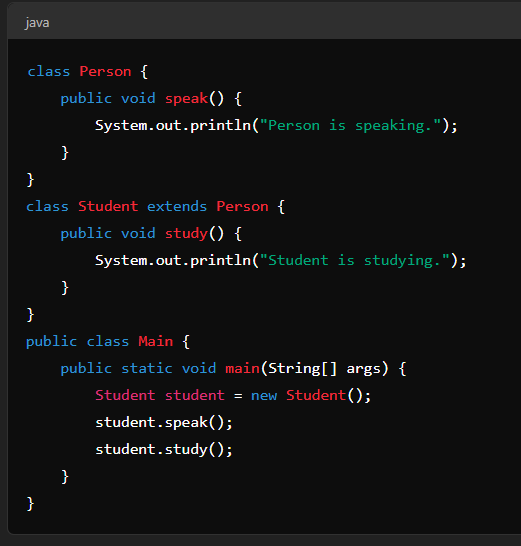 java
class Person {
    public void speak() {
        System.out.println("Person is speaking.");
    }
}
class Student extends Person {
    public void study() {
        System.out.println("Student is studying.");
    }
}
public class Main {
    public static void main(String[] args) {
        Student student = new Student();
        student.speak();
        student.study();
    }
}